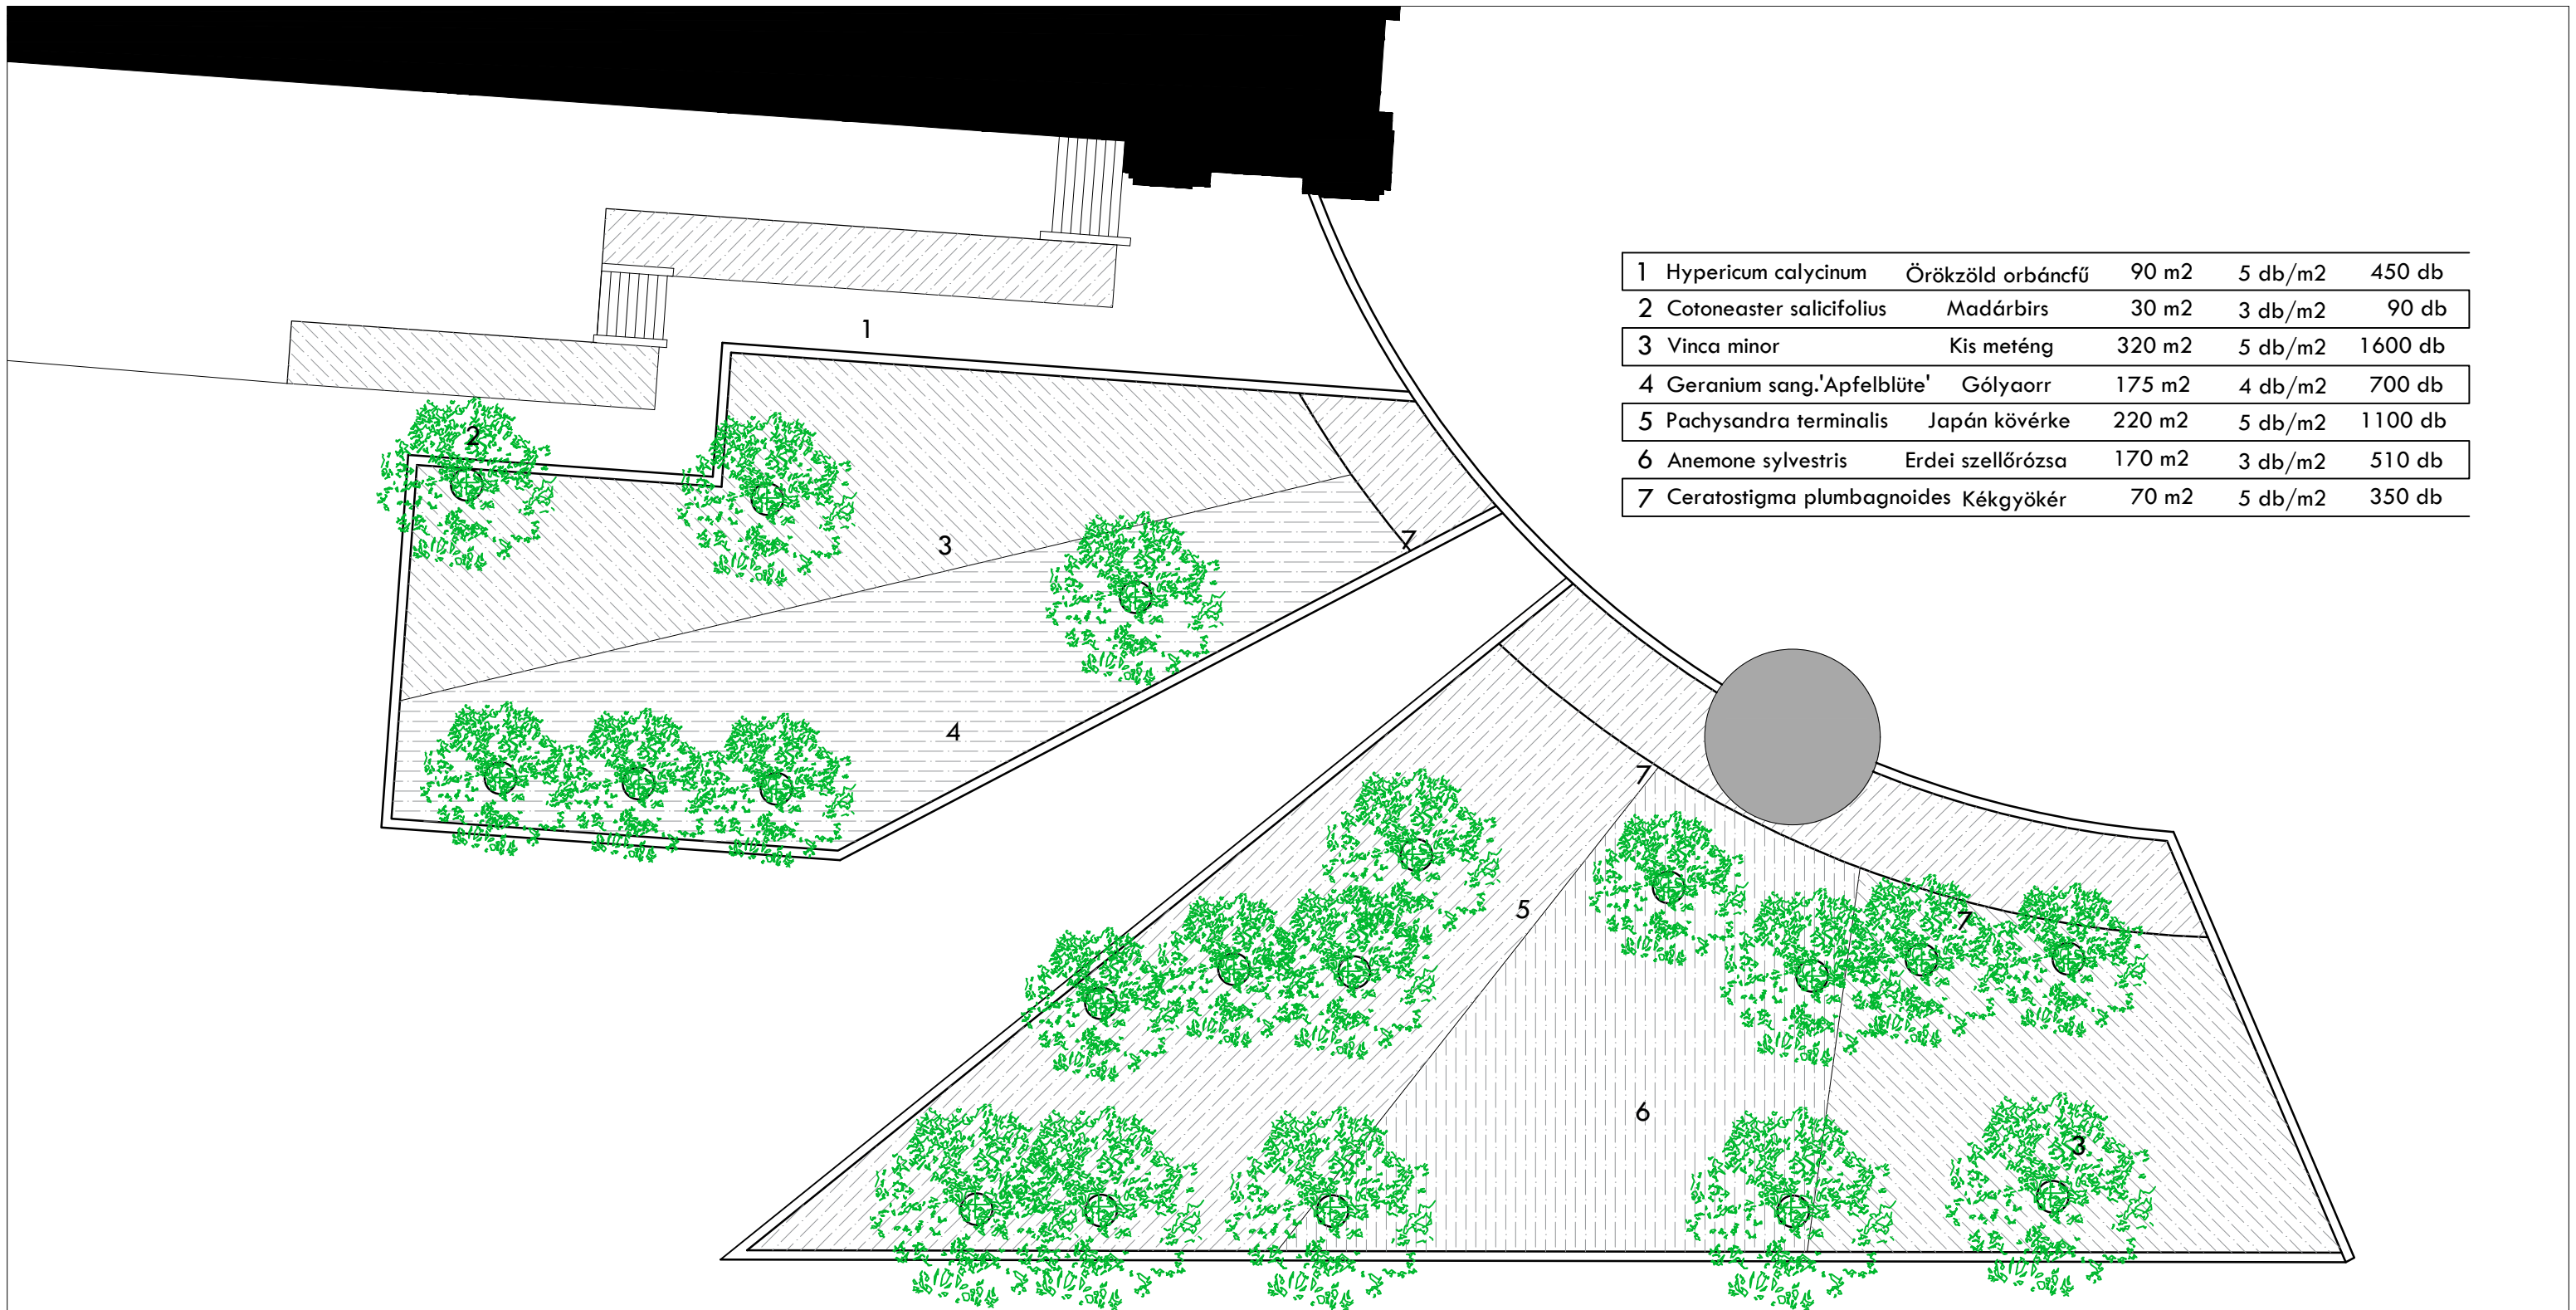 1 Hypericum calycinum Örökzöld orbáncfű 90 m2 5 db/m2 450 db
2 Cotoneaster salicifolius Madárbirs 30 m2 3 db/m2 90 db
3 Vinca minor Kis meténg 320 m2 5 db/m2 1600 db
4 Geranium sang.'Apfelblüte' Gólyaorr 175 m2 4 db/m2 700 db
5 Pachysandra terminalis Japán kövérke 220 m2 5 db/m2 1100 db
6 Anemone sylvestris Erdei szellőrózsa 170 m2 3 db/m2 510 db
7 Ceratostigma plumbagnoides Kékgyökér 70 m2 5 db/m2 350 db
1
2
3
7
4
7
5
7
6
3